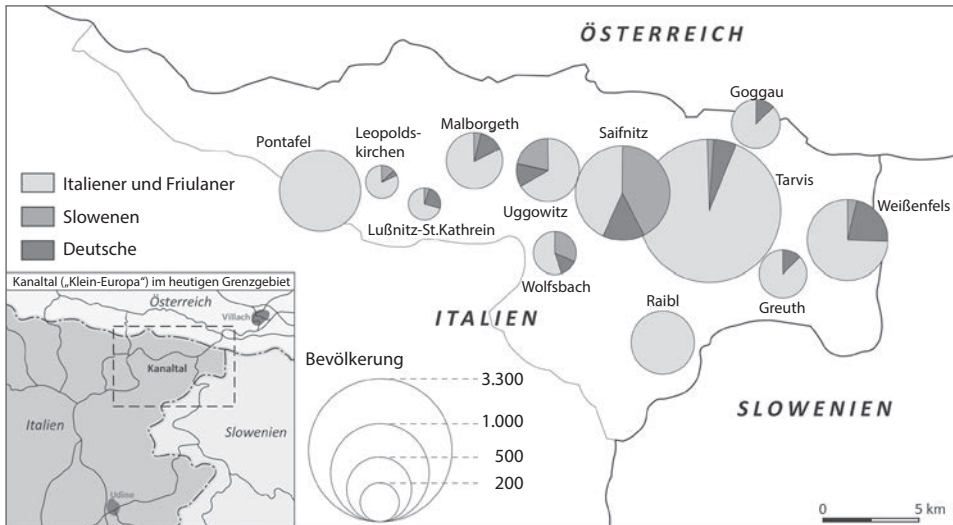 ÖSTERREICH
Goggau
Malborgeth
Saifnitz
Leopolds-
kirchen
Pontafel
Tarvis
Italiener und Friulaner
Weißenfels
Uggowitz
Slowenen
Lußnitz-St.Kathrein
Deutsche
Kanaltal („Klein-Europa“) im heutigen Grenzgebiet
Wolfsbach
Greuth
Raibl
Österreich
Villach
ITALIEN
Kanaltal
Bevölkerung
3.300
1.000
SLOWENIEN
Italien
Slowenien
500
200
Udine
0 5 km